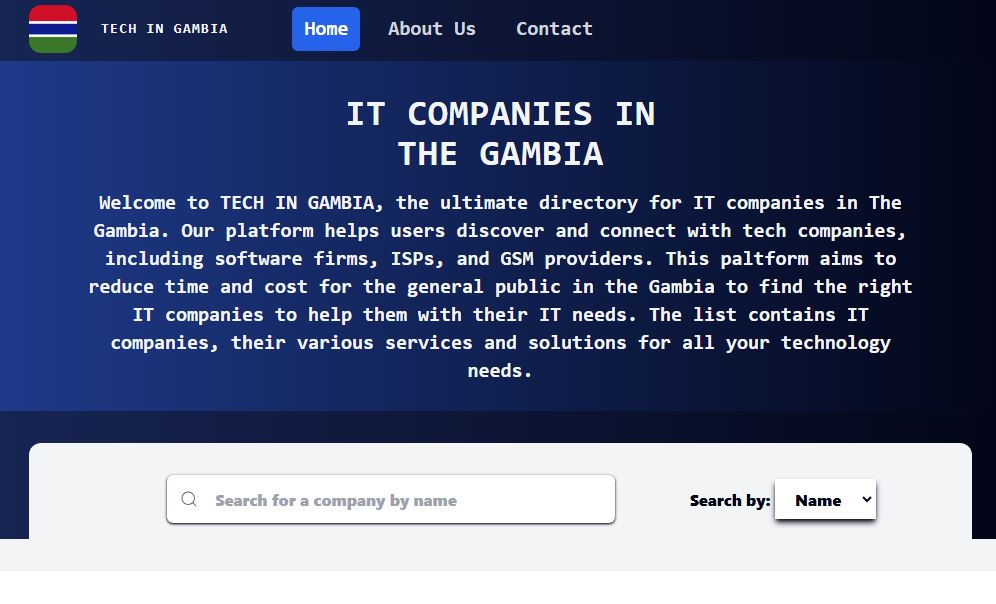 TECH IN GAMBIA
Home
About Us
Contact
IT COMPANIES IN
THE GAMBIA
Welcome to TECH IN GAMBIA, the ultimate directory for IT companies in The
Gambia. Our platform helps users discover and connect with tech companies,
including software firms, ISPs, and GSM providers. This paltform aims to
reduce time and cost for the general public in the Gambia to find the right
IT companies to help them with their IT needs. The list contains IT
companies, their various services and solutions for all your technology
needs.
Search for a company by name
Search by: Name